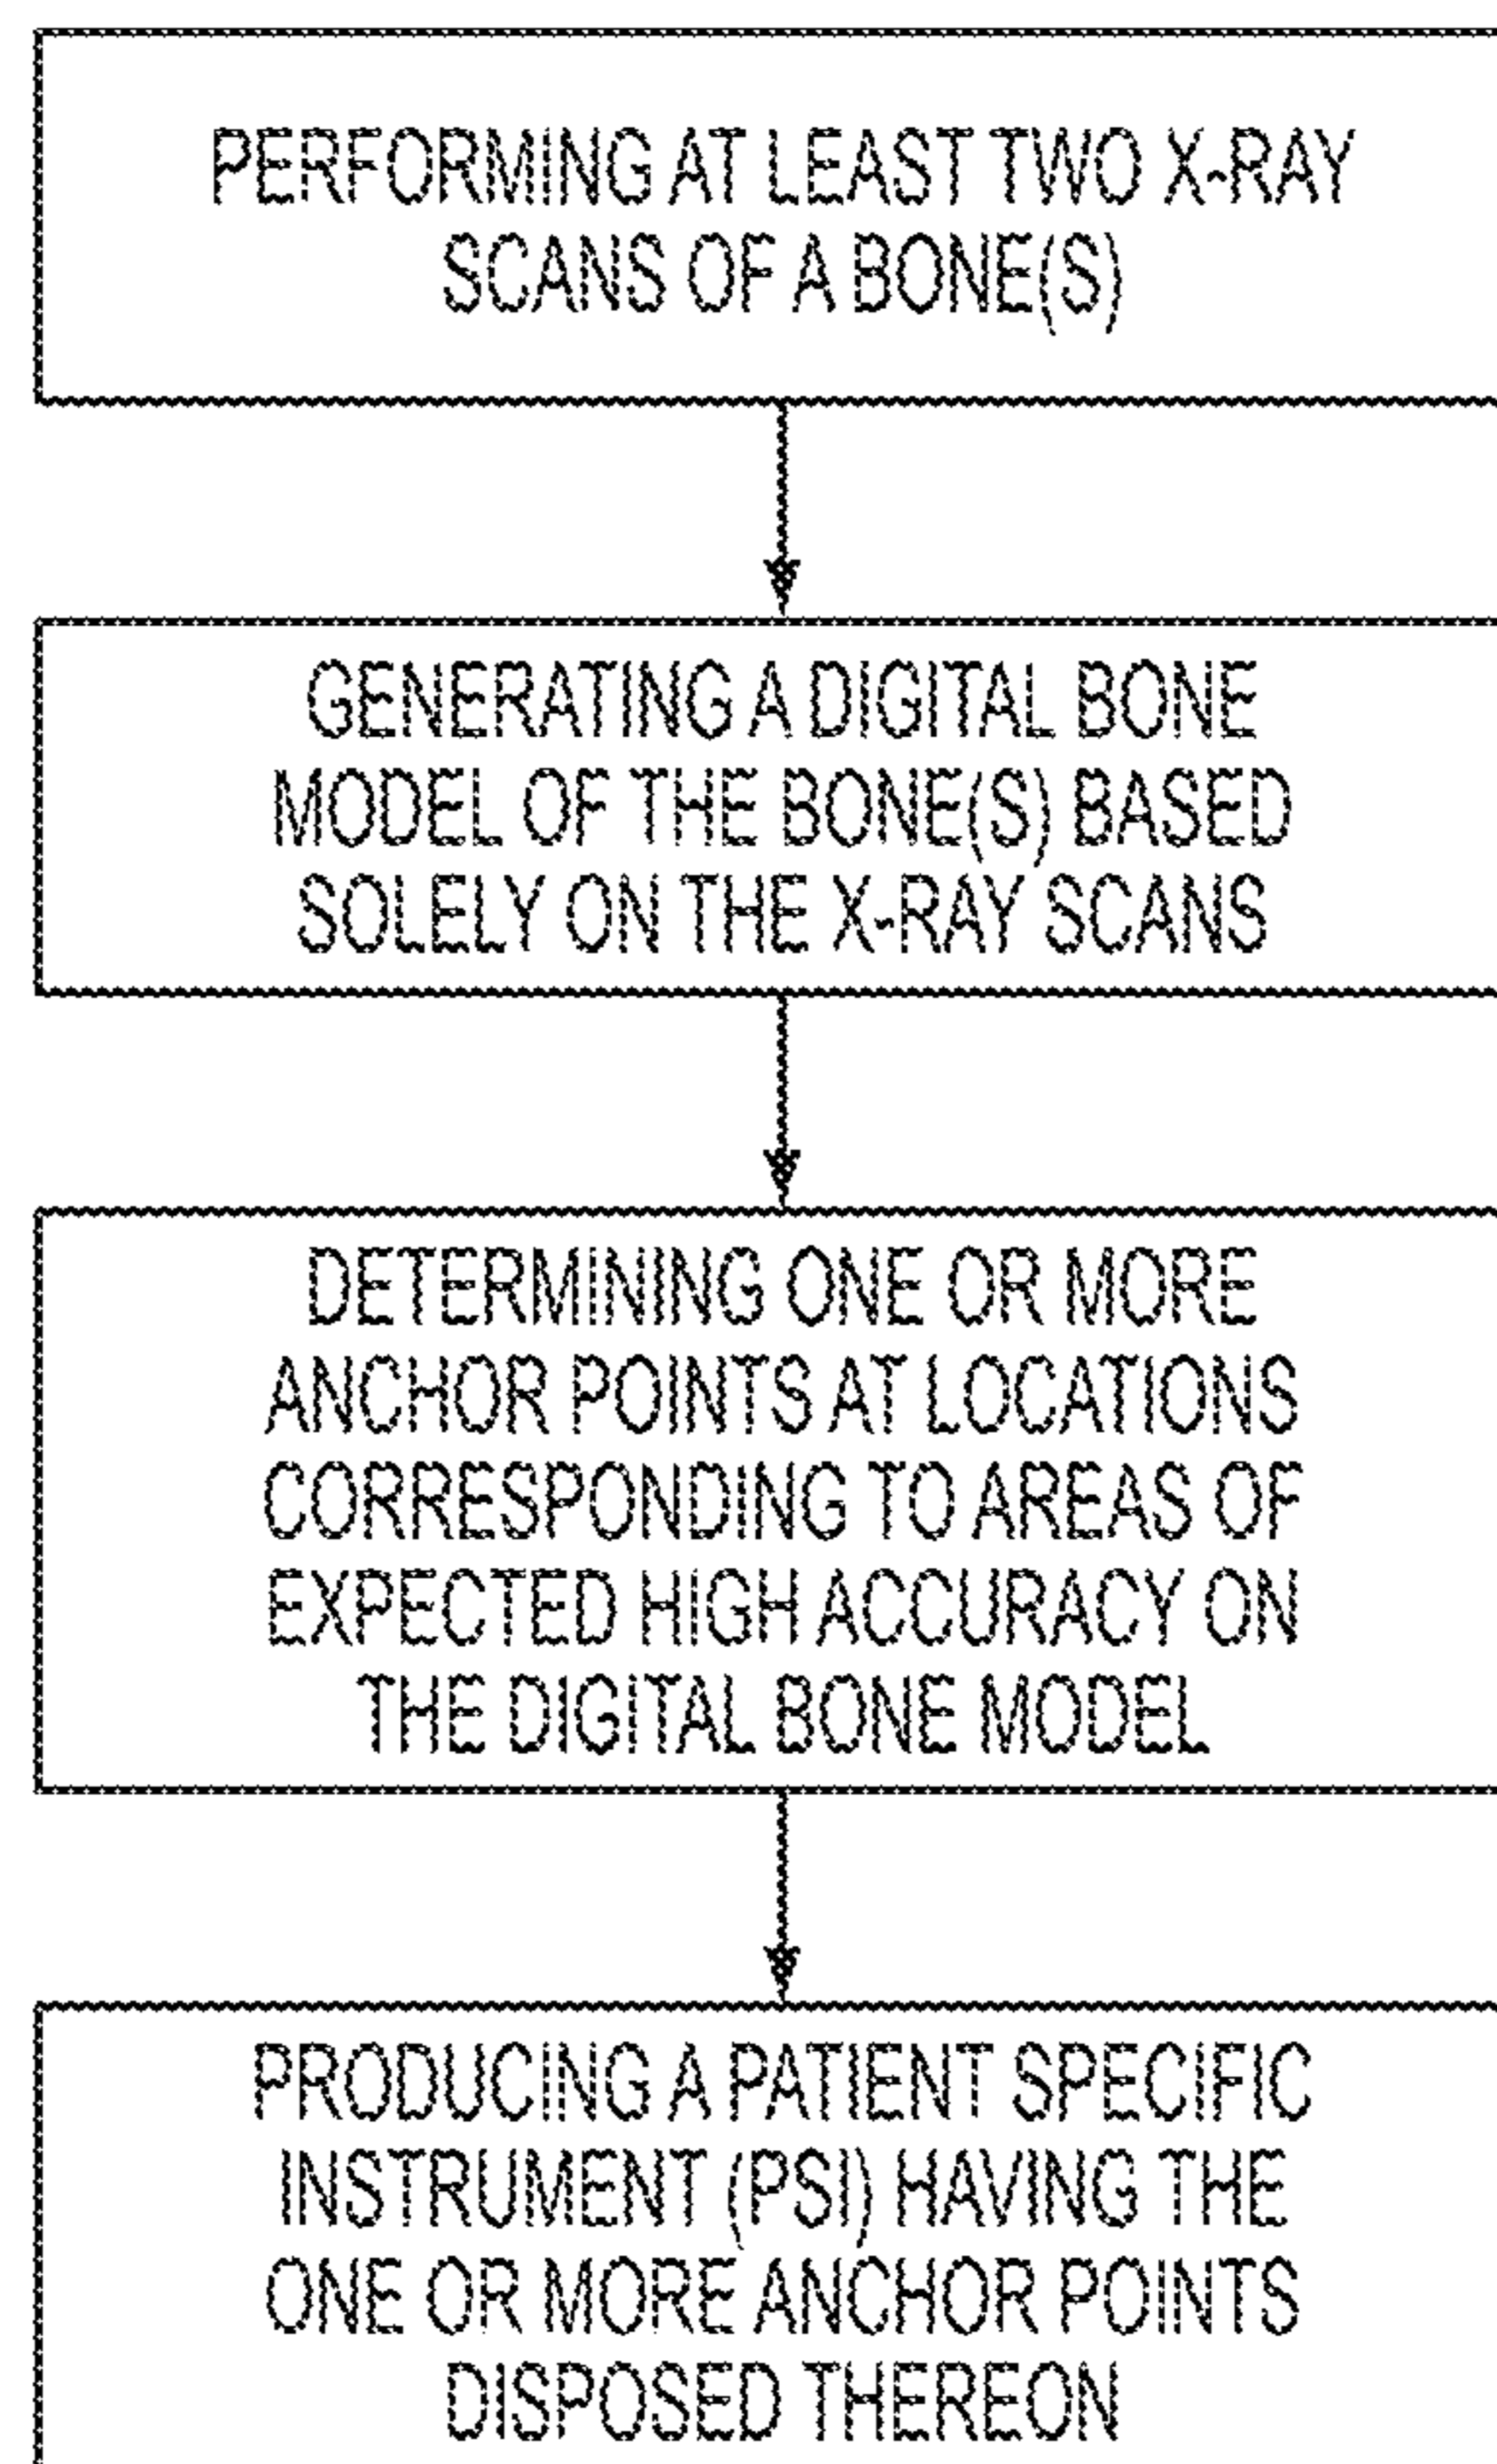 PERFORMING AT LEAST TWO X-RAY
SCANS OF A BONE(S)
GENERATING A DIGITAL BONE
MODEL OF THE BONE(S) BASED
SOLELY ON THE X-RAY SCANS
DETERMINING ONE OR MORE
ANCHOR POINTS AT LOCATIONS
CORRESPONDING TO AREAS OF
EXPECTED HIGH ACCURACY ON
THE DIGITAL BONE MODEL
PRODUCING A PATIENT SPECIFIC
INSTRUMENT (PSI) HAVING THE
ONE OR MORE ANCHOR POINTS
DISPOSED THEREON